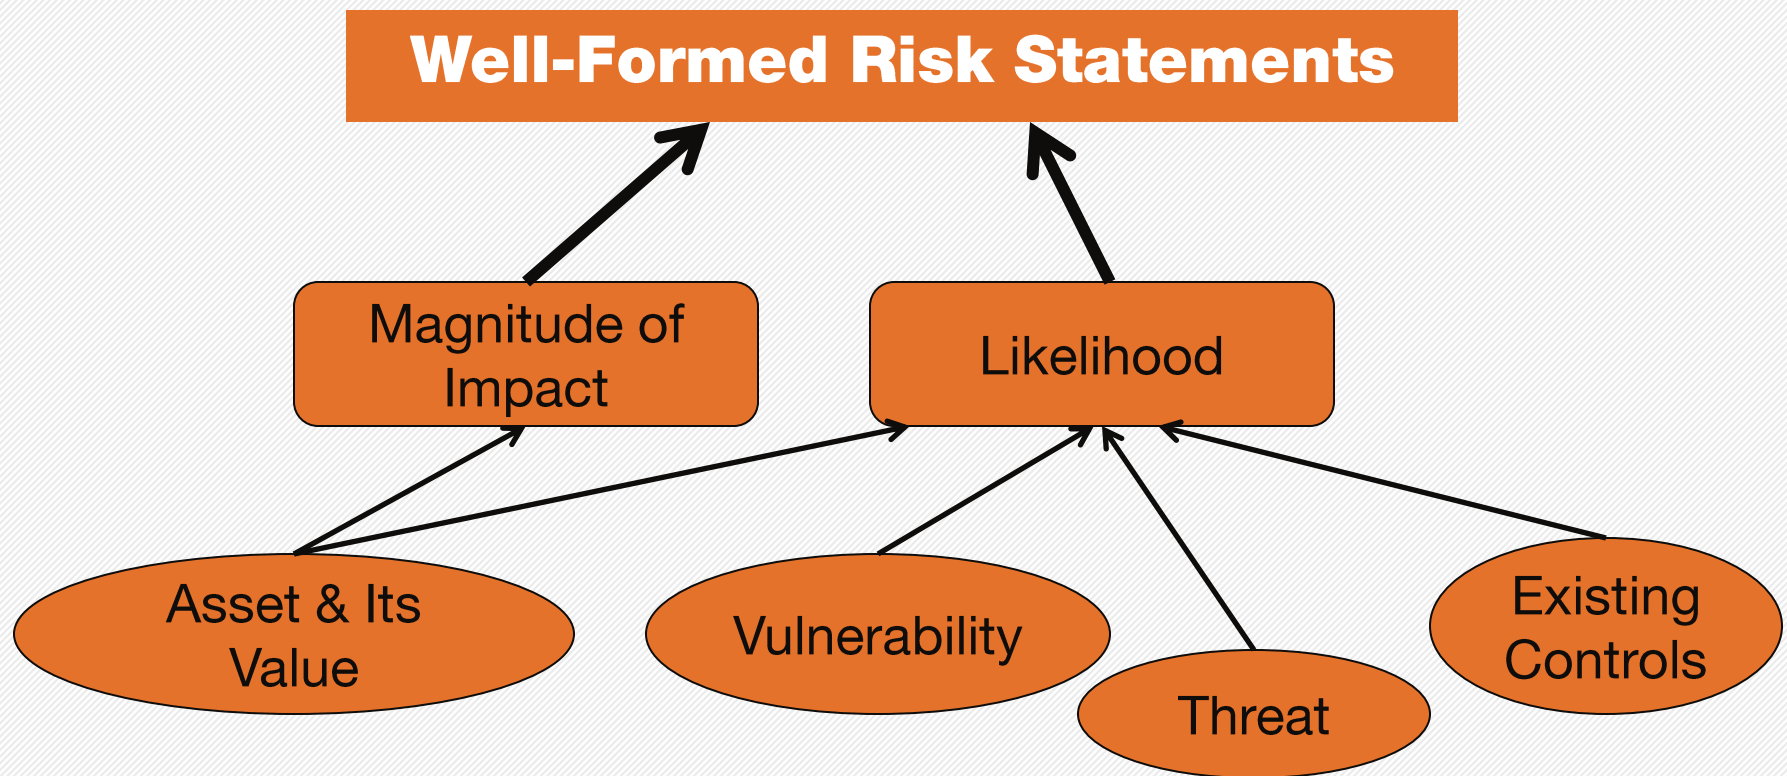 Well-Formed Risk Statements
Magnitude of
Impact
Likelihood
Asset & Its
Value
Vulnerability
Threat
Existing
Controls